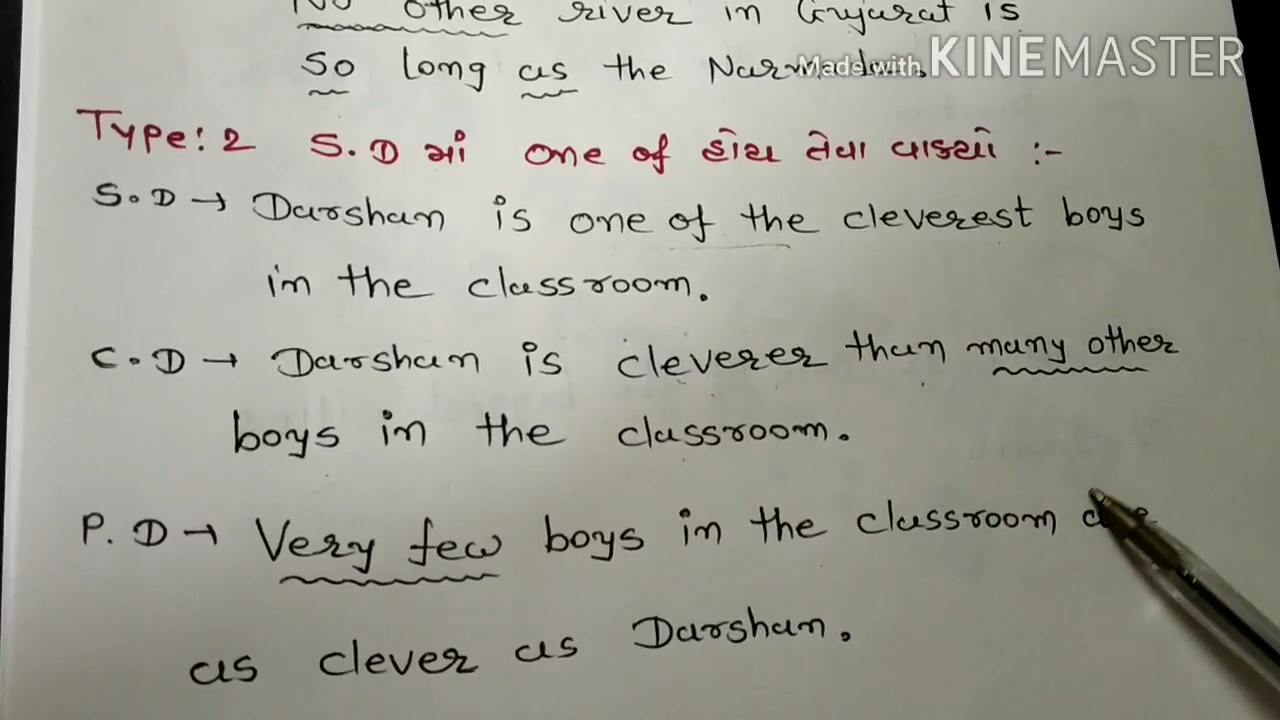 No other river in Gujarat is
so long as the Narmada.
Made with KINEMASTER
Type: 2 S.D માં one of હોય તેવા વાક્યો :-
S.D → Darshan is one of the cleverest boys
in the classroom.
C.D → Darshan is cleverer than many other
boys in the classroom.
P.D → Very few boys in the classroom are
as clever as Darshan.